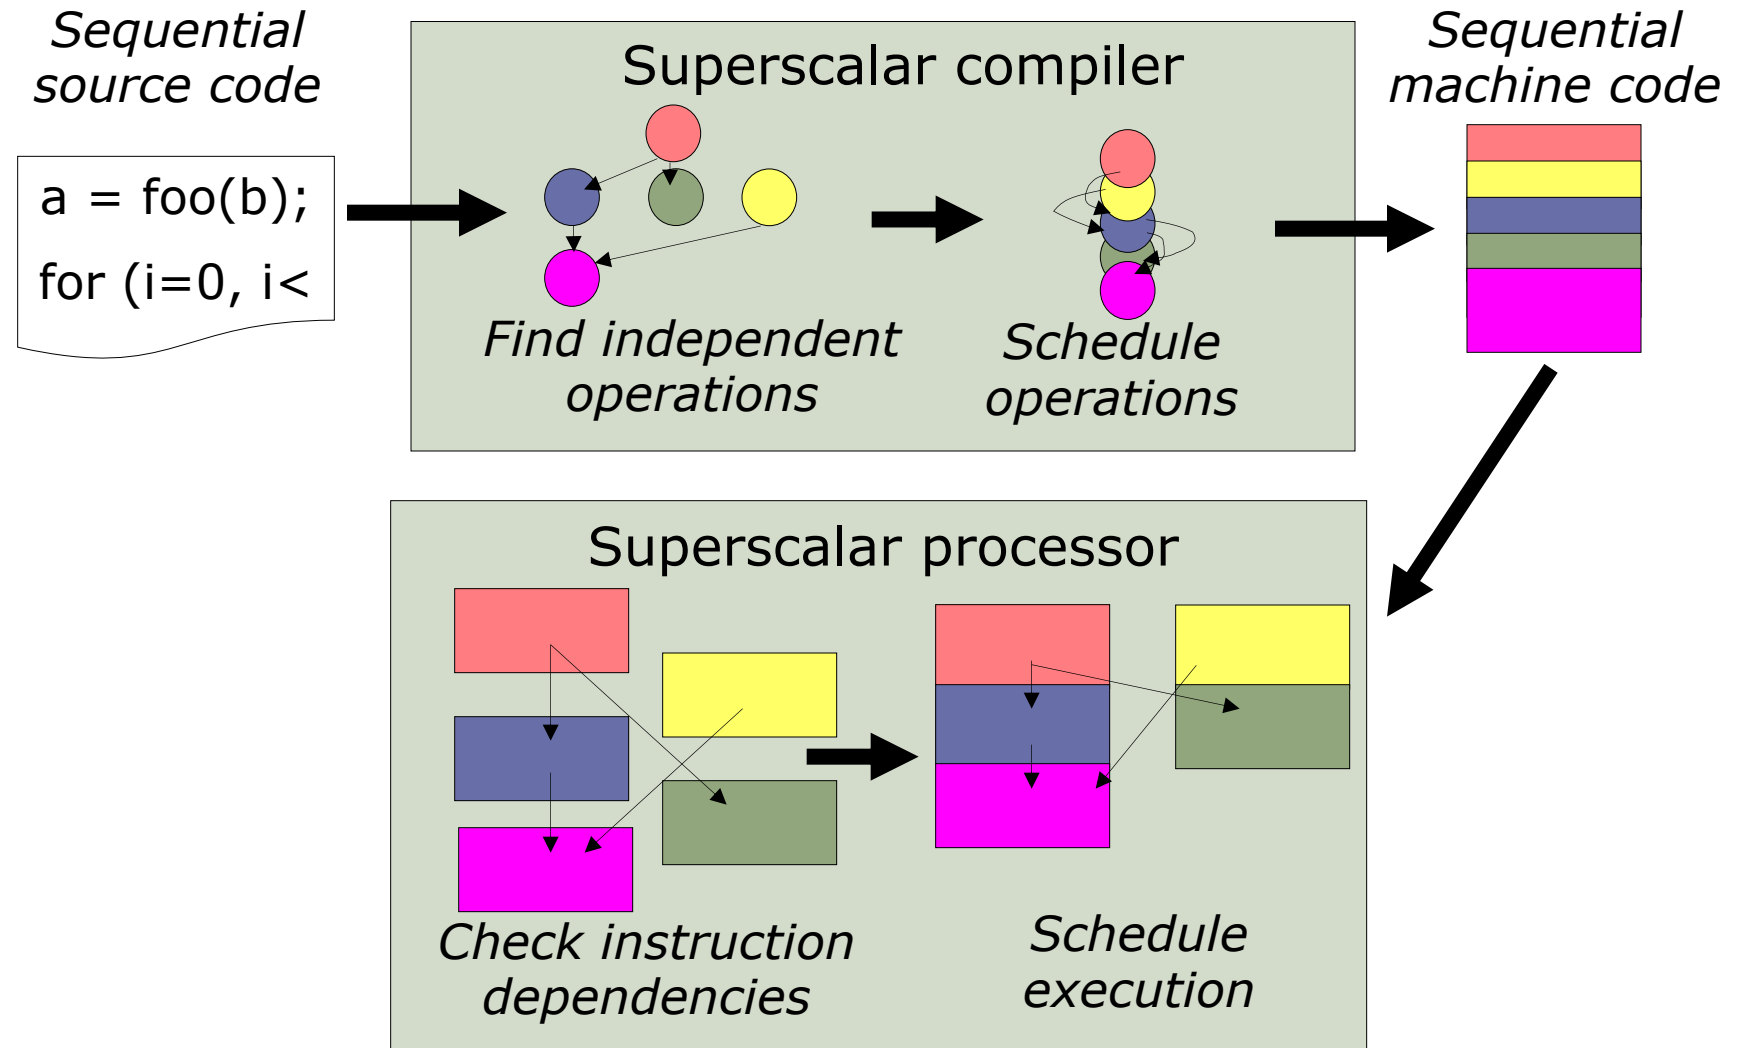 Sequential
source code
a = foo(b);
for (i=0, i<
Superscalar compiler
Find independent
operations
Schedule
operations
Sequential
machine code
Superscalar processor
Check instruction
dependencies
Schedule
execution